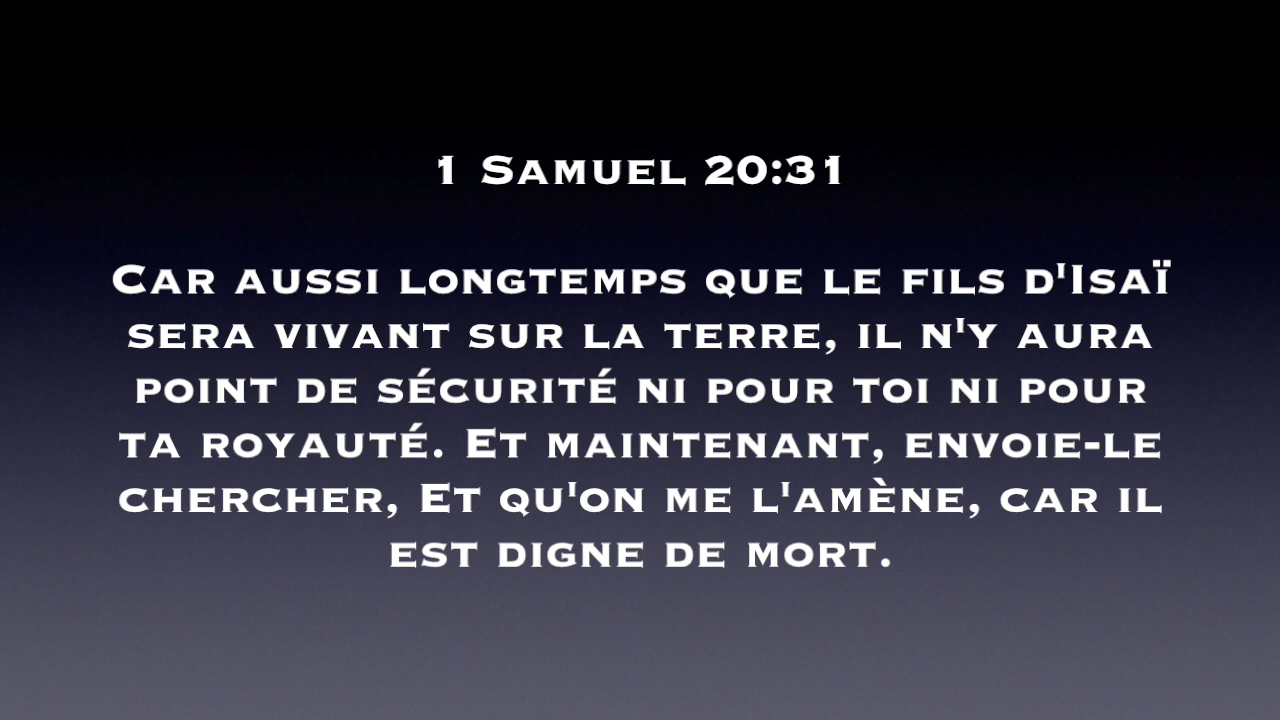 1 Samuel 20:31
Car aussi longtemps que le fils d'Isaï
sera vivant sur la terre, il n'y aura
point de sécurité ni pour toi ni pour
ta royauté. Et maintenant, envoie-le
chercher, Et qu'on me l'amène, car il
est digne de mort.